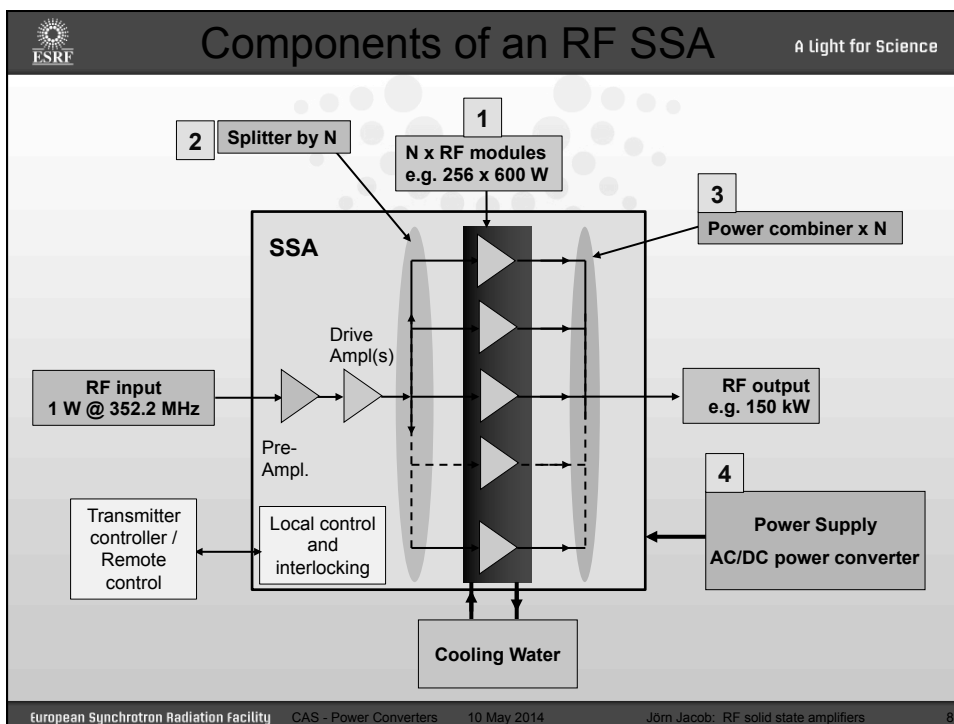 ESRF
Components of an RF SSA
A Light for Science
1
2
Splitter by N
N x RF modules
e.g. 256 x 600 W
3
Power combiner x N
SSA
Drive
Ampl(s)
RF input
1 W @ 352.2 MHz
RF output
e.g. 150 kW
Pre-
Ampl.
4
Power Supply
AC/DC power converter
Transmitter
controller /
Remote
control
Local control
and
interlocking
Cooling Water
European Synchrotron Radiation Facility
CAS - Power Converters
10 May 2014
Jörn Jacob: RF solid state amplifiers
8